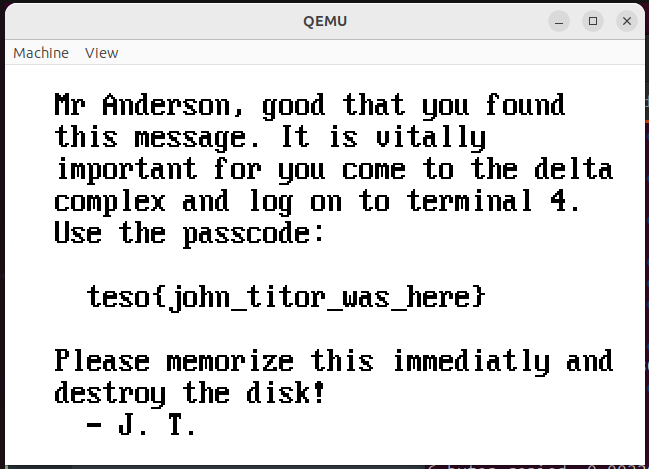 QEMU
Machine View
Mr Anderson, good that you found
this message. It is vitally
important for you come to the delta
complex and log on to terminal 4.
Use the passcode:
teso{john_titor_was_here}
Please memorize this immediatly and
destroy the disk!
- J. T.